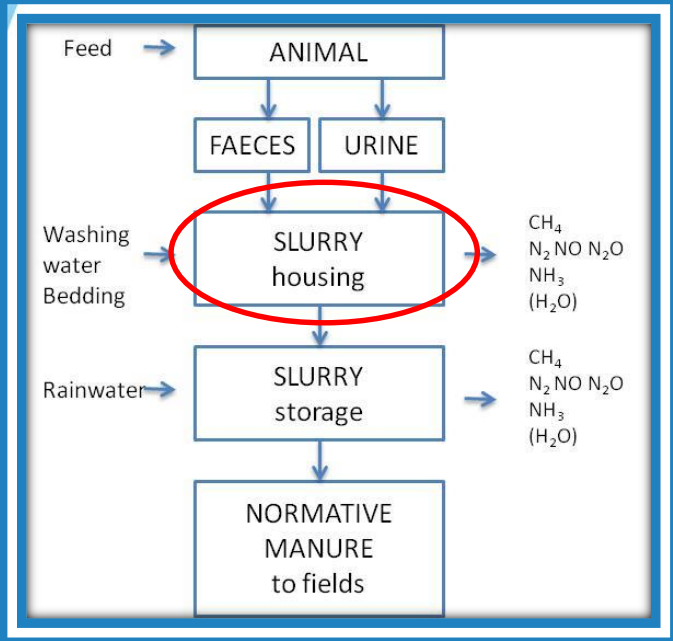 Feed
ANIMAL
FAECES
URINE
Washing
water
Bedding
SLURRY
housing
CH₄
N₂ NO N₂O
NH₃
(H₂O)
Rainwater
SLURRY
storage
CH₄
N₂ NO N₂O
NH₃
(H₂O)
NORMATIVE
MANURE
to fields